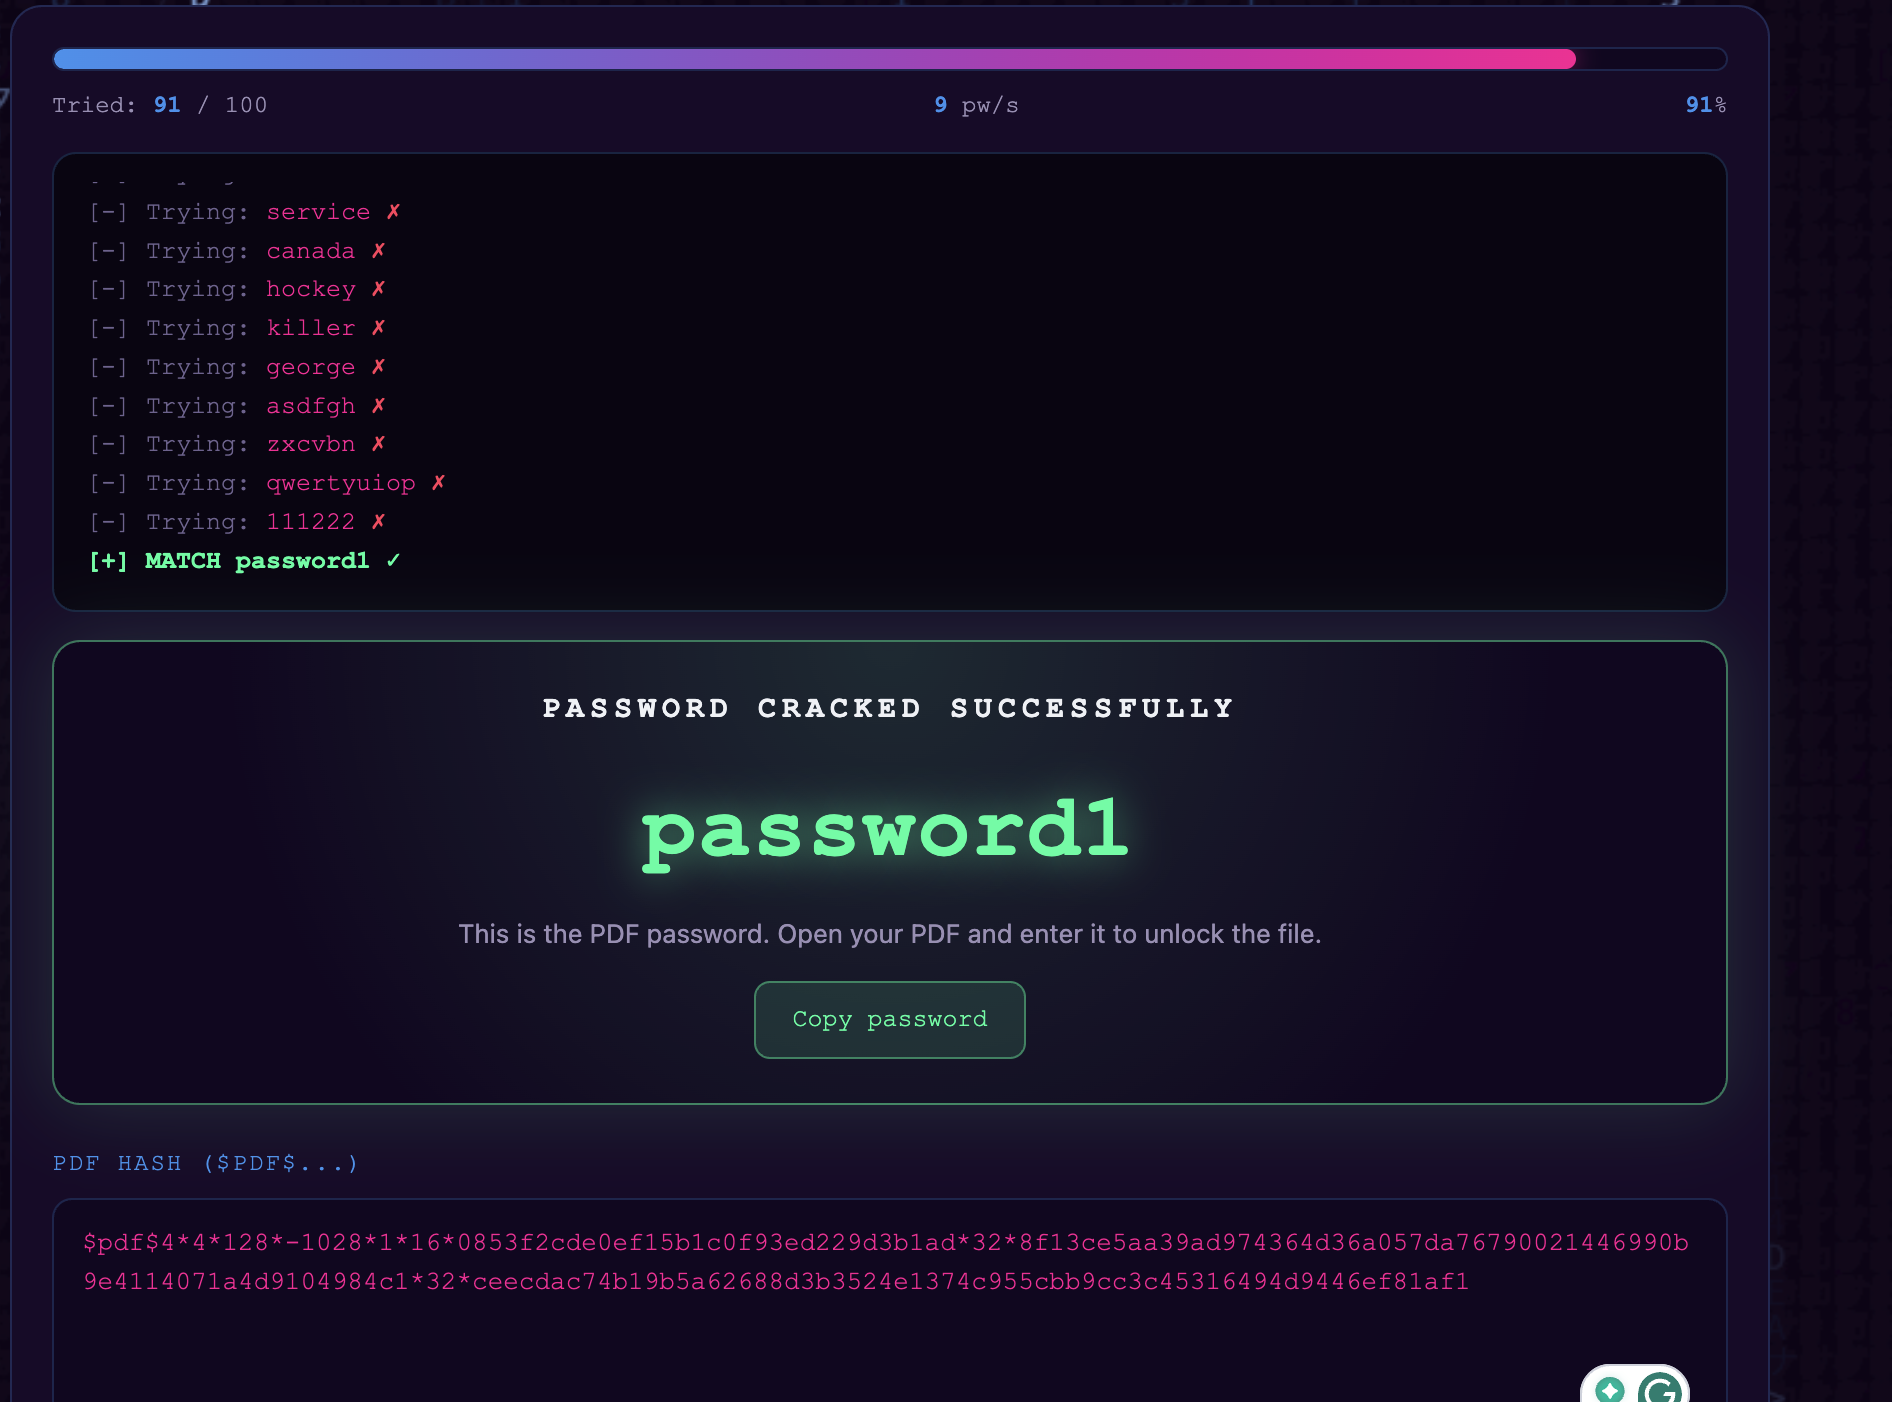 Tried: 91 / 100
9 pw/s
91%
[-] Trying: service ✗
[-] Trying: canada ✗
[-] Trying: hockey ✗
[-] Trying: killer ✗
[-] Trying: george ✗
[-] Trying: asdfgh ✗
[-] Trying: zxcvbn ✗
[-] Trying: qwertyuiop ✗
[-] Trying: 111222 ✗
[+] MATCH password1 ✓
PASSWORD CRACKED SUCCESSFULLY
password1
This is the PDF password. Open your PDF and enter it to unlock the file.
Copy password
PDF HASH ($PDF$...)
$pdf$4*4*128*-1028*1*16*0853f2cde0ef15b1c0f93ed229d3b1ad*32*8f13ce5aa39ad974364d36a057da76790021446990b
9e4114071a4d9104984c1*32*ceecdac74b19b5a62688d3b3524e1374c955cbb9cc3c45316494d9446ef81af1